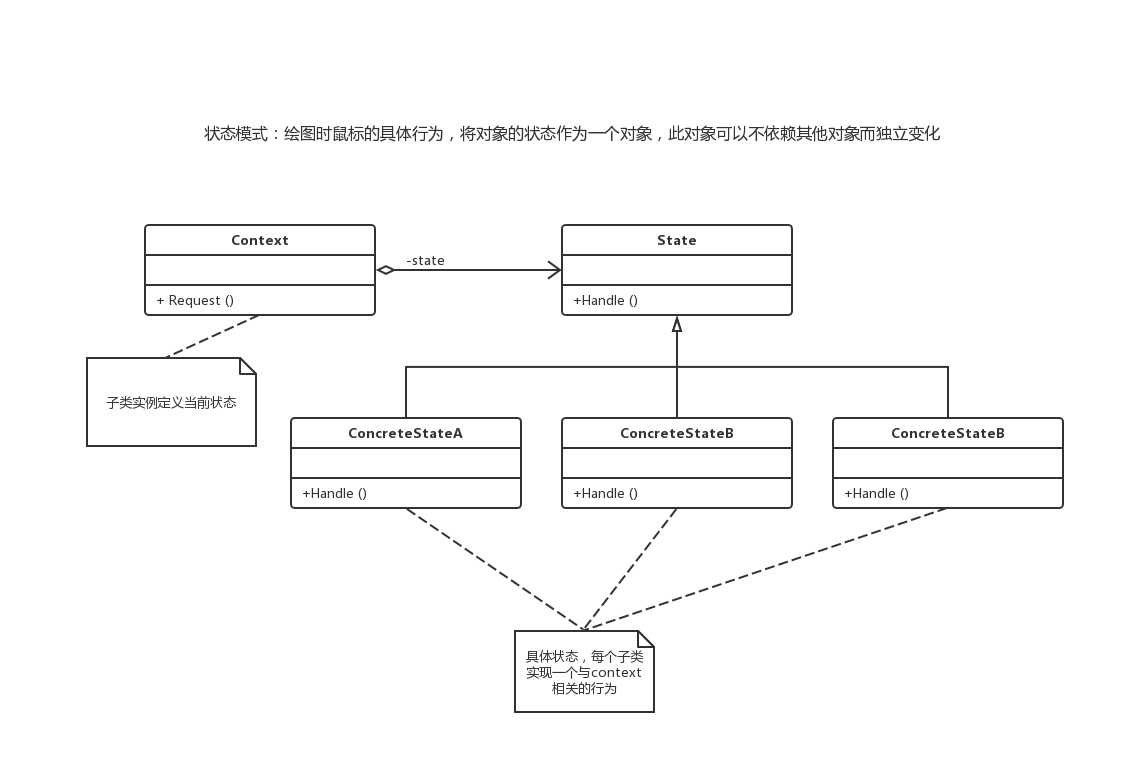 状态模式：绘图时鼠标的具体行为，将对象的状态作为一个对象，此对象可以不依赖其他对象而独立变化
Context
State
-state
+ Request ()
+Handle ()
子类实例定义当前状态
ConcreteStateA
ConcreteStateB
ConcreteStateB
+Handle ()
+Handle ()
+Handle ()
具体状态，每个子类
实现一个与context
相关的行为